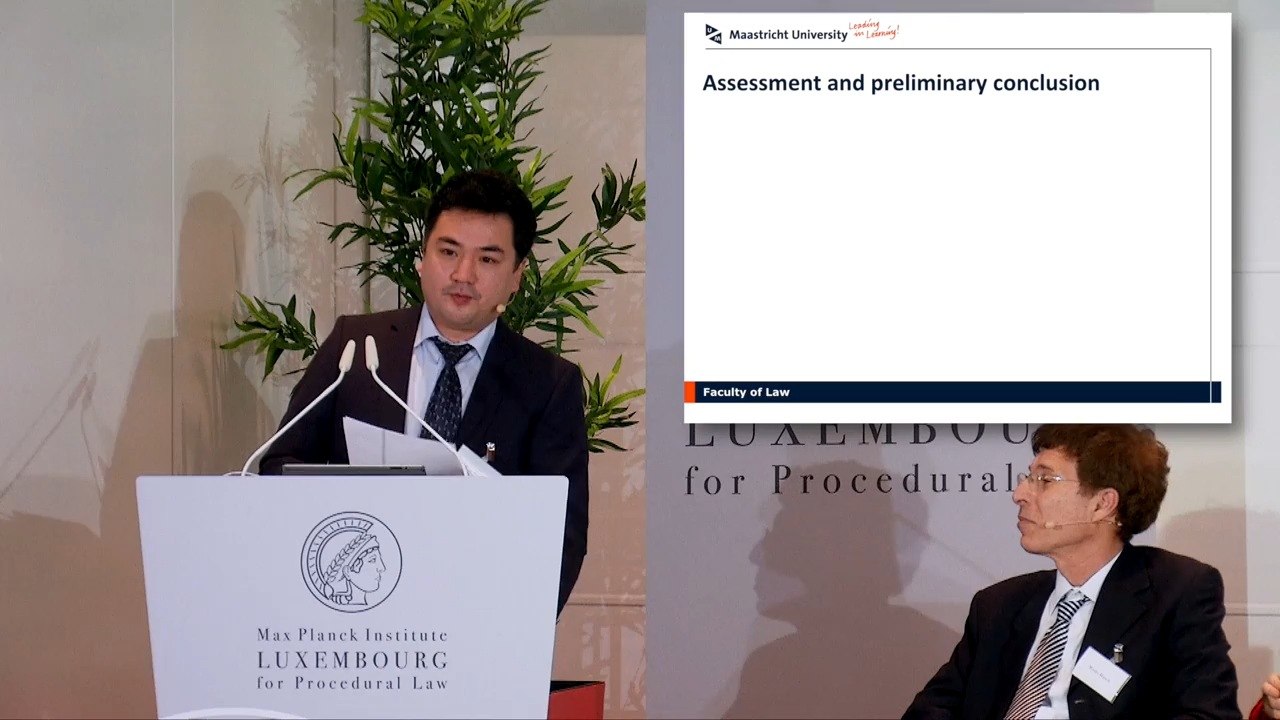 Maastricht University
Leading
in Learning!
Assessment and preliminary conclusion
Faculty of Law
LUXEMBOU
for Procedural
Max Planck Institute
LUXEMBOURG
for Procedural Law